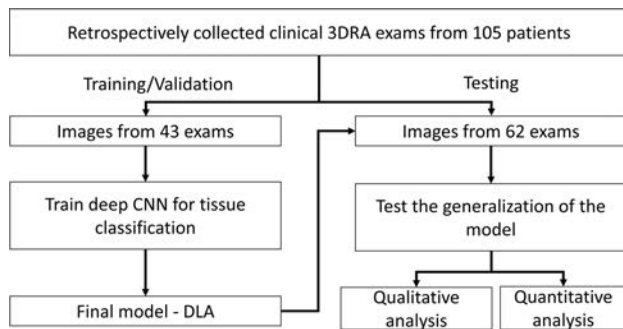 Retrospectively collected clinical 3DRA exams from 105 patients
Training/Validation
Testing
Images from 43 exams
Images from 62 exams
Train deep CNN for tissue
classification
Test the generalization of the
model
Final model - DLA
Qualitative
analysis
Quantitative
analysis